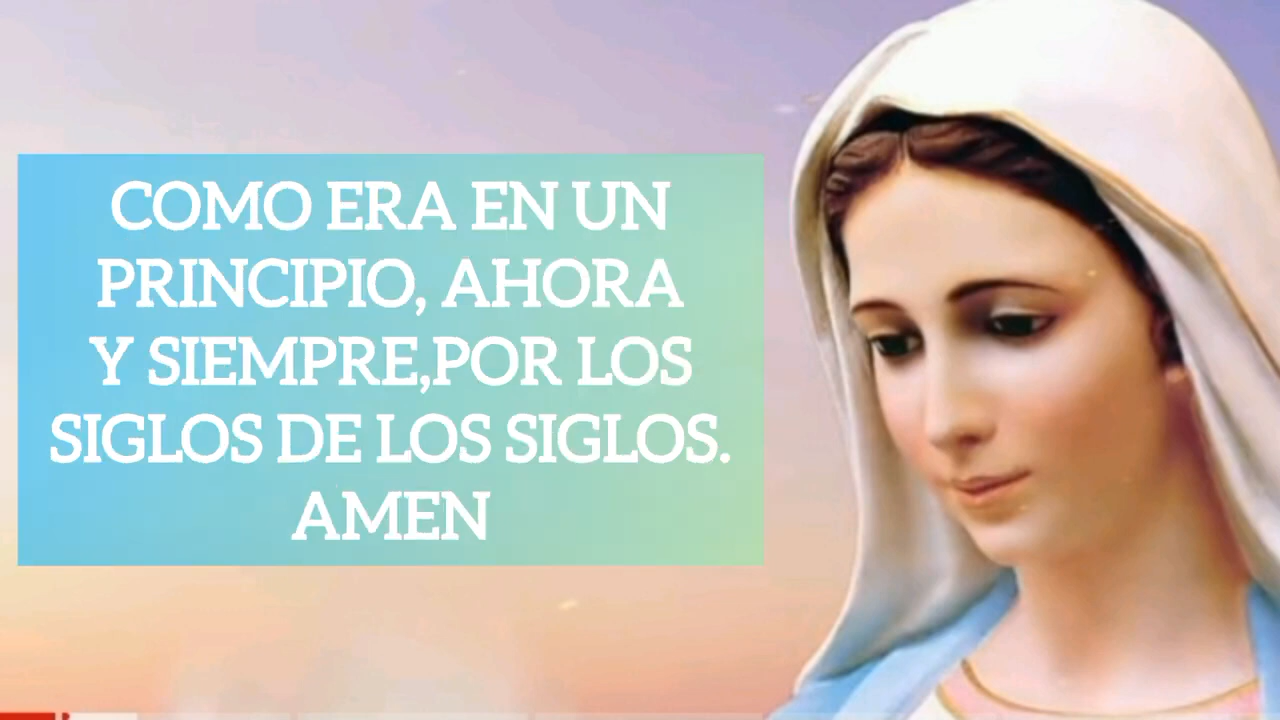 COMO ERA EN UN
PRINCIPIO, AHORA
Y SIEMPRE,POR LOS
SIGLOS DE LOS SIGLOS.
AMEN